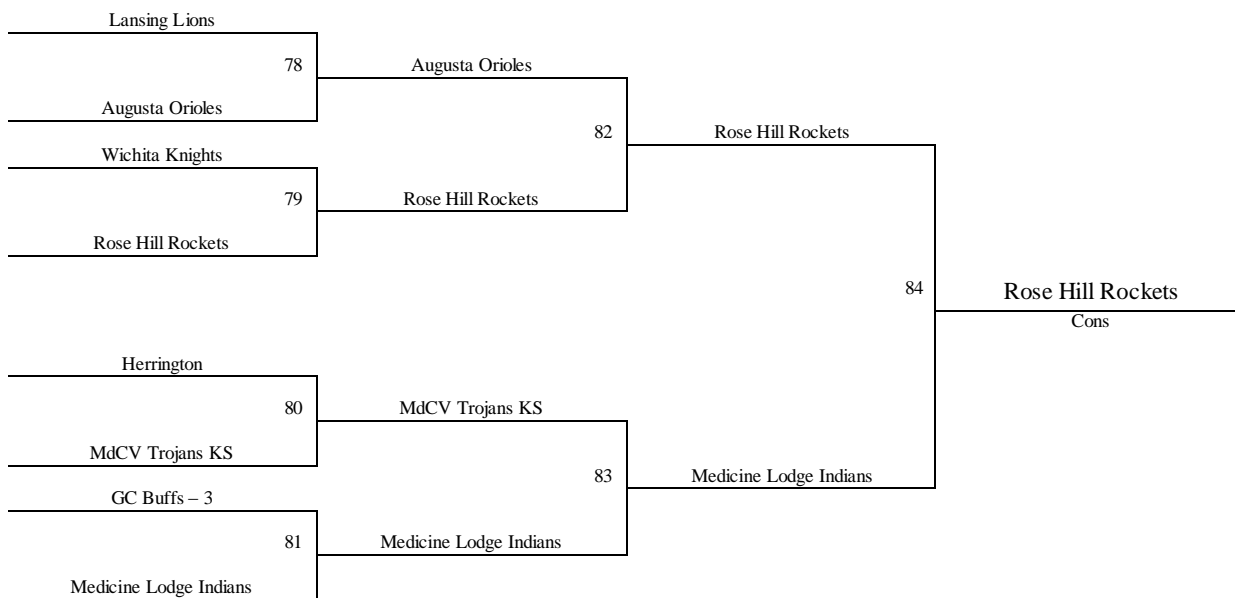 Lansing Lions
78
Augusta Orioles
Augusta Orioles
82
Rose Hill Rockets
Wichita Knights
79
Rose Hill Rockets
Rose Hill Rockets
84
Rose Hill Rockets
Cons
Herrington
80
MdCV Trojans KS
MdCV Trojans KS
83
Medicine Lodge Indians
GC Buffs – 3
81
Medicine Lodge Indians
Medicine Lodge Indians